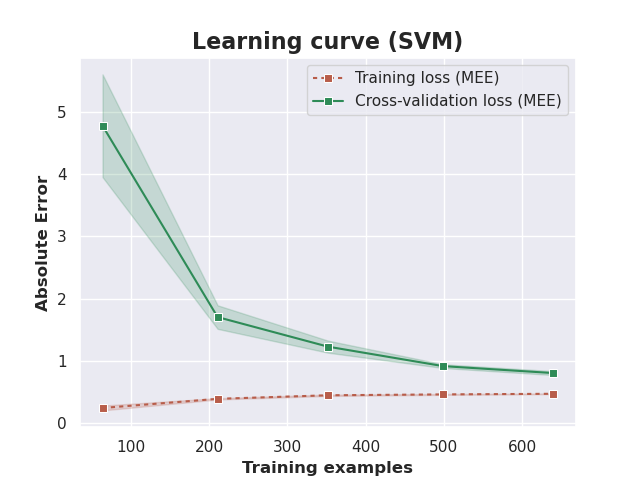 Learning curve (SVM)
Training loss (MEE)
Cross-validation loss (MEE)
Absolute Error
5
4
3
2
1
0
100 200 300 400 500 600
Training examples